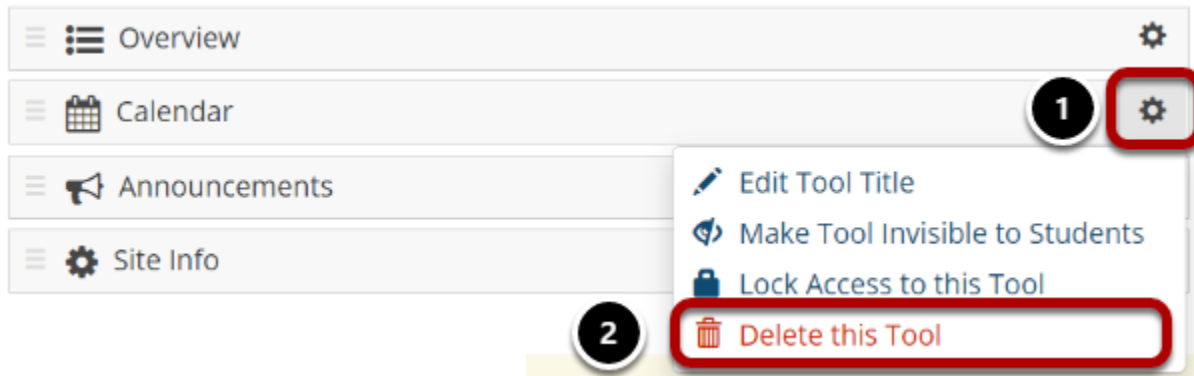 Overview
Calendar
1
Announcements
Edit Tool Title
Make Tool Invisible to Students
Site Info
Lock Access to this Tool
2
Delete this Tool